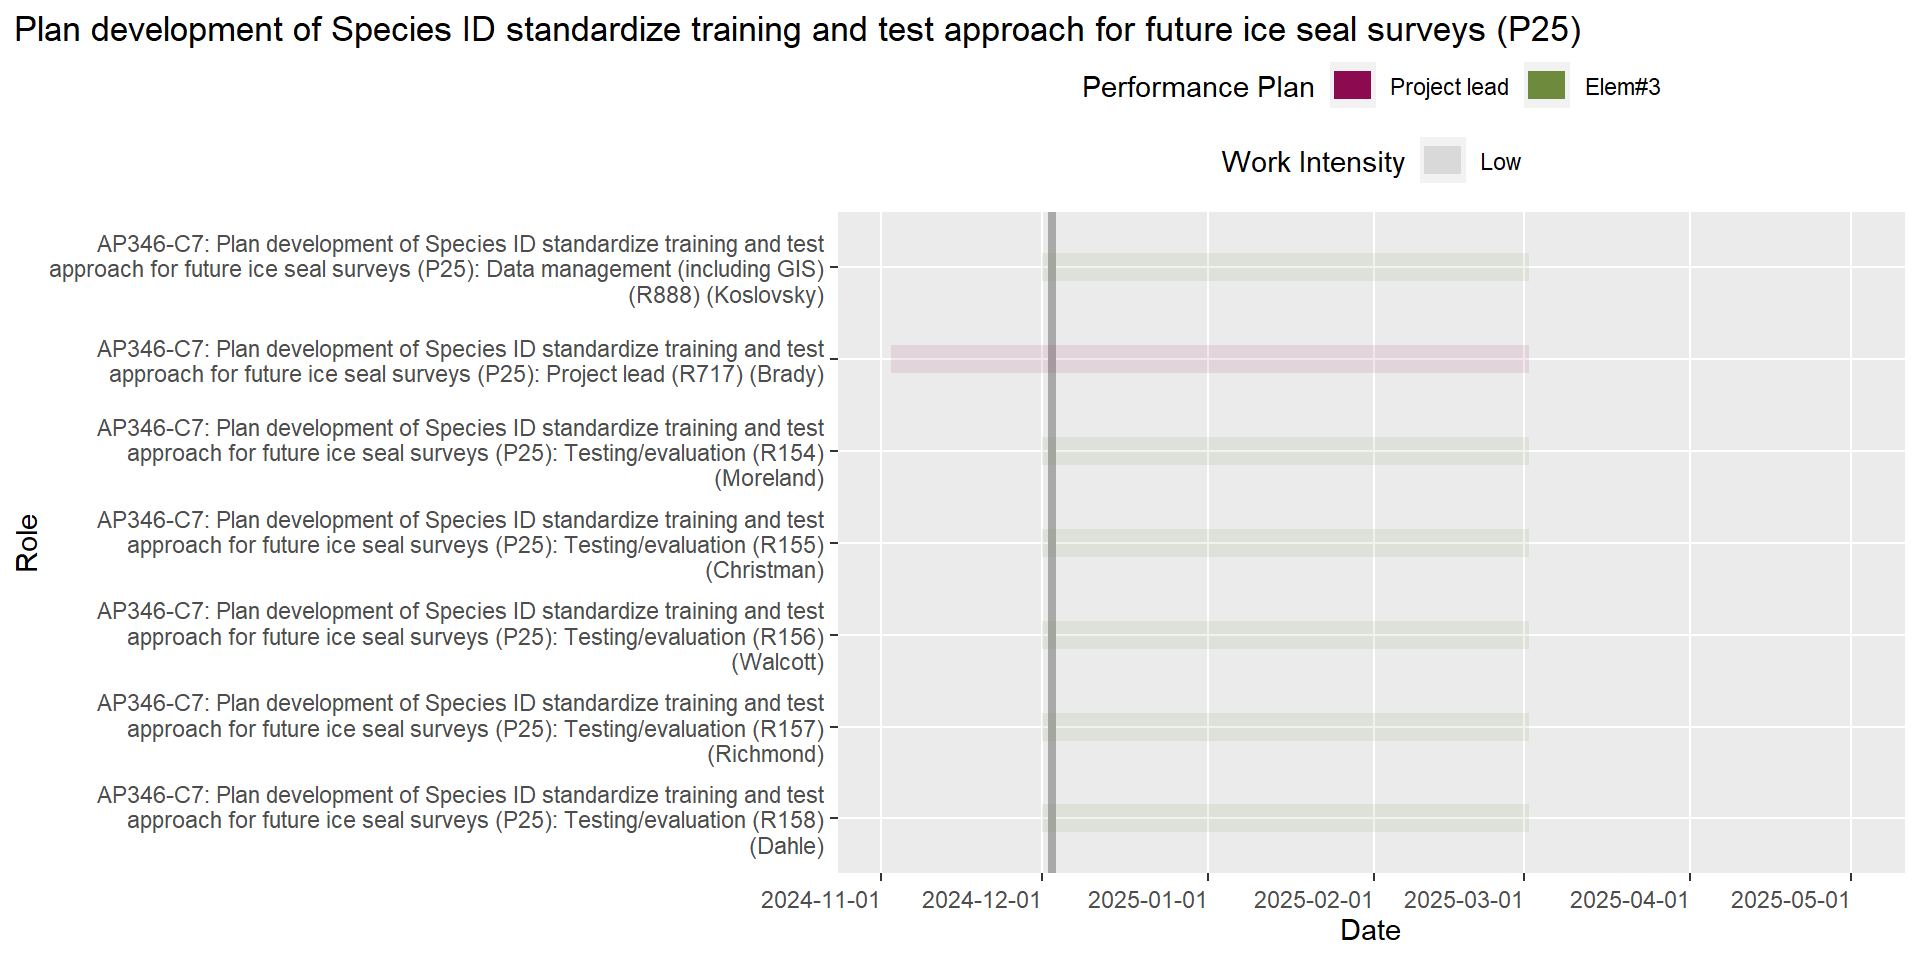 Plan development of Species ID standardize training and test approach for future ice seal surveys (P25)
Performance Plan Project lead Elem#3
Work Intensity Low
AP346-C7: Plan development of Species ID standardize training and test
approach for future ice seal surveys (P25): Data management (including GIS)
(R888) (Koslovsky)
AP346-C7: Plan development of Species ID standardize training and test
approach for future ice seal surveys (P25): Project lead (R717) (Brady)
AP346-C7: Plan development of Species ID standardize training and test
approach for future ice seal surveys (P25): Testing/evaluation (R154)
(Moreland)
AP346-C7: Plan development of Species ID standardize training and test
approach for future ice seal surveys (P25): Testing/evaluation (R155)
(Christman)
AP346-C7: Plan development of Species ID standardize training and test
approach for future ice seal surveys (P25): Testing/evaluation (R156)
(Walcott)
AP346-C7: Plan development of Species ID standardize training and test
approach for future ice seal surveys (P25): Testing/evaluation (R157)
(Richmond)
AP346-C7: Plan development of Species ID standardize training and test
approach for future ice seal surveys (P25): Testing/evaluation (R158)
(Dahle)
Role
2024-11-01 2024-12-01 2025-01-01 2025-02-01 2025-03-01 2025-04-01 2025-05-01
Date